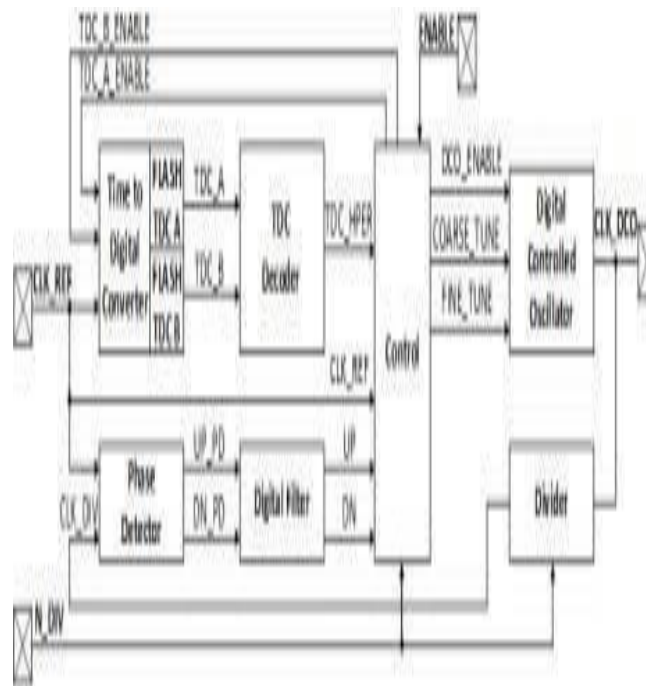 TDC_B_ENABLE
TDC_A_ENABLE
ENABLE
Time to
Digital
Converter
FLASH
TDC A
FLASH
TDC B
TDC_A
TDC_B
TDC
Decoder
TDC_HPER
Control
DCO_ENABLE
COARSE_TUNE
FINE_TUNE
Digital
Controlled
Oscillator
CLK_DCO
CLK_REF
CLK_REF
Phase
Detector
UP_PD
DN_PD
Digital Filter
UP
DN
Divider
CLK_DIV
N_DIV